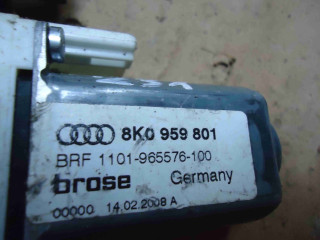 8K0 959 801
BRF 1101-965576-100
brose Germany
00000 14.02.2008 A